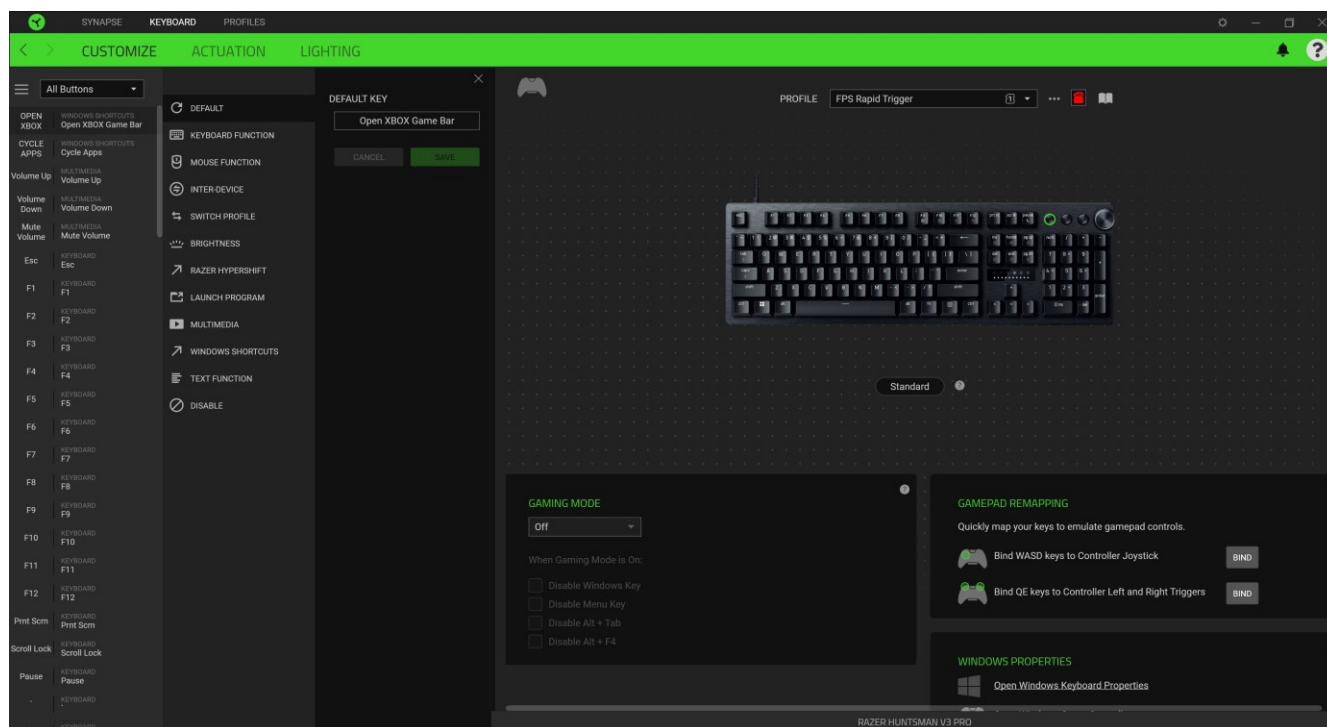 SYNAPSE KEYBOARD PROFILES
CUSTOMIZE ACTUATION LIGHTING
All Buttons
OPEN XBOX
WINDOWS SHORTCUTS
Open XBOX Game Bar
CYCLE APPS
WINDOWS SHORTCUTS
Cycle Apps
Volume Up
MULTIMEDIA
Volume Up
Volume Down
MULTIMEDIA
Volume Down
Mute Volume
MULTIMEDIA
Mute Volume
Esc
KEYBOARD
Esc
F1
KEYBOARD
F1
F2
KEYBOARD
F2
F3
KEYBOARD
F3
F4
KEYBOARD
F4
F5
KEYBOARD
F5
F6
KEYBOARD
F6
F7
KEYBOARD
F7
F8
KEYBOARD
F8
F9
KEYBOARD
F9
F10
KEYBOARD
F10
F11
KEYBOARD
F11
F12
KEYBOARD
F12
Prnt Scrn
KEYBOARD
Prnt Scrn
Scroll Lock
KEYBOARD
Scroll Lock
Pause
KEYBOARD
Pause
KEYBOARD
KEYBOARD
DEFAULT
KEYBOARD FUNCTION
MOUSE FUNCTION
INTER-DEVICE
SWITCH PROFILE
BRIGHTNESS
RAZER HYPERSHIFT
LAUNCH PROGRAM
MULTIMEDIA
WINDOWS SHORTCUTS
TEXT FUNCTION
DISABLE
DEFAULT KEY
Open XBOX Game Bar
CANCEL SAVE
PROFILE FPS Rapid Trigger 1
Standard
GAMING MODE
Off
When Gaming Mode is On:
Disable Windows Key
Disable Menu Key
Disable Alt + Tab
Disable Alt + F4
GAMEPAD REMAPPING
Quickly map your keys to emulate gamepad controls.
Bind WASD keys to Controller Joystick BIND
Bind QE keys to Controller Left and Right Triggers BIND
WINDOWS PROPERTIES
Open Windows Keyboard Properties
RAZER HUNTSMAN V3 PRO